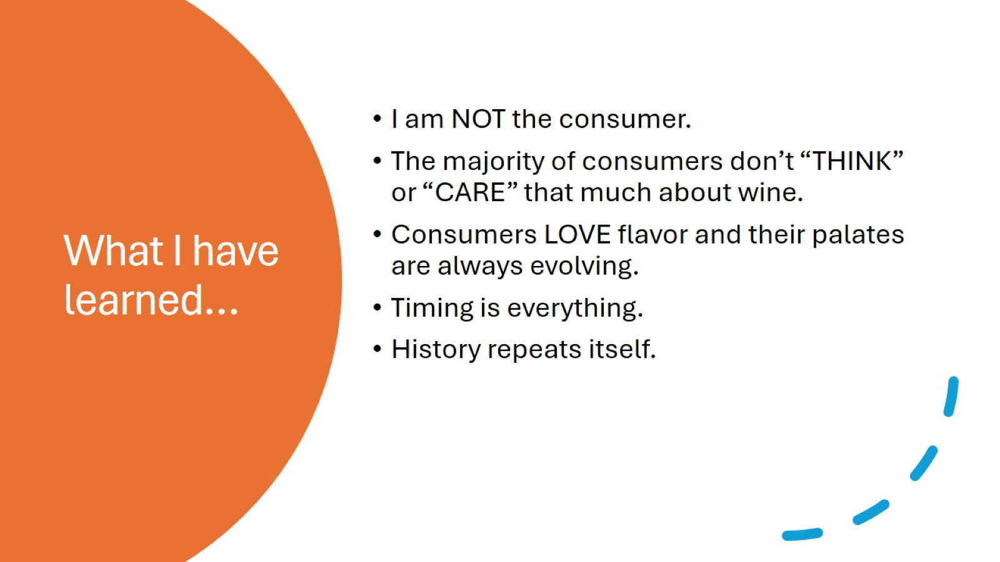 What I have
learned...
• I am NOT the consumer.
• The majority of consumers don’t “THINK”
or “CARE” that much about wine.
• Consumers LOVE flavor and their palates
are always evolving.
• Timing is everything.
• History repeats itself.